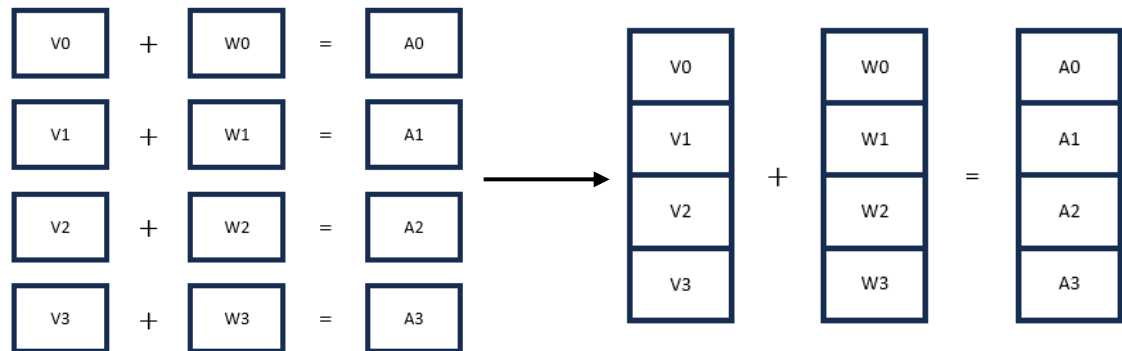 V0 + W0 = A0
V1 + W1 = A1
V2 + W2 = A2
V3 + W3 = A3
V0 W0 A0
V1 W1 A1
+ =
V2 W2 A2
V3 W3 A3